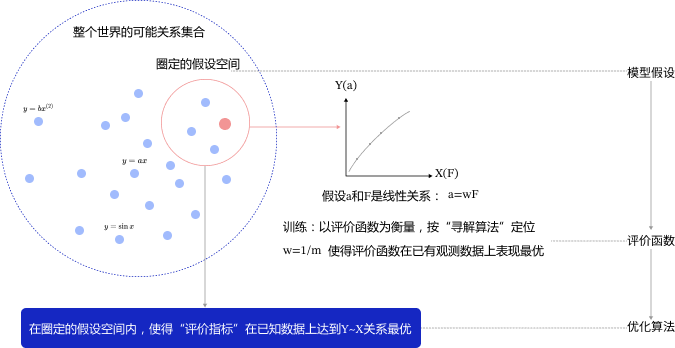 整个世界的可能关系集合
圈定的假设空间
模型假设
Y(a)
y = bx^(2)
y = ax
X(F)
假设a和F是线性关系： a=wF
训练：以评价函数为衡量，按“寻解算法”定位
w=1/m 使得评价函数在已有观测数据上表现最优
y = sin x
评价函数
在圈定的假设空间内，使得“评价指标”在已知数据上达到Y~X关系最优
优化算法